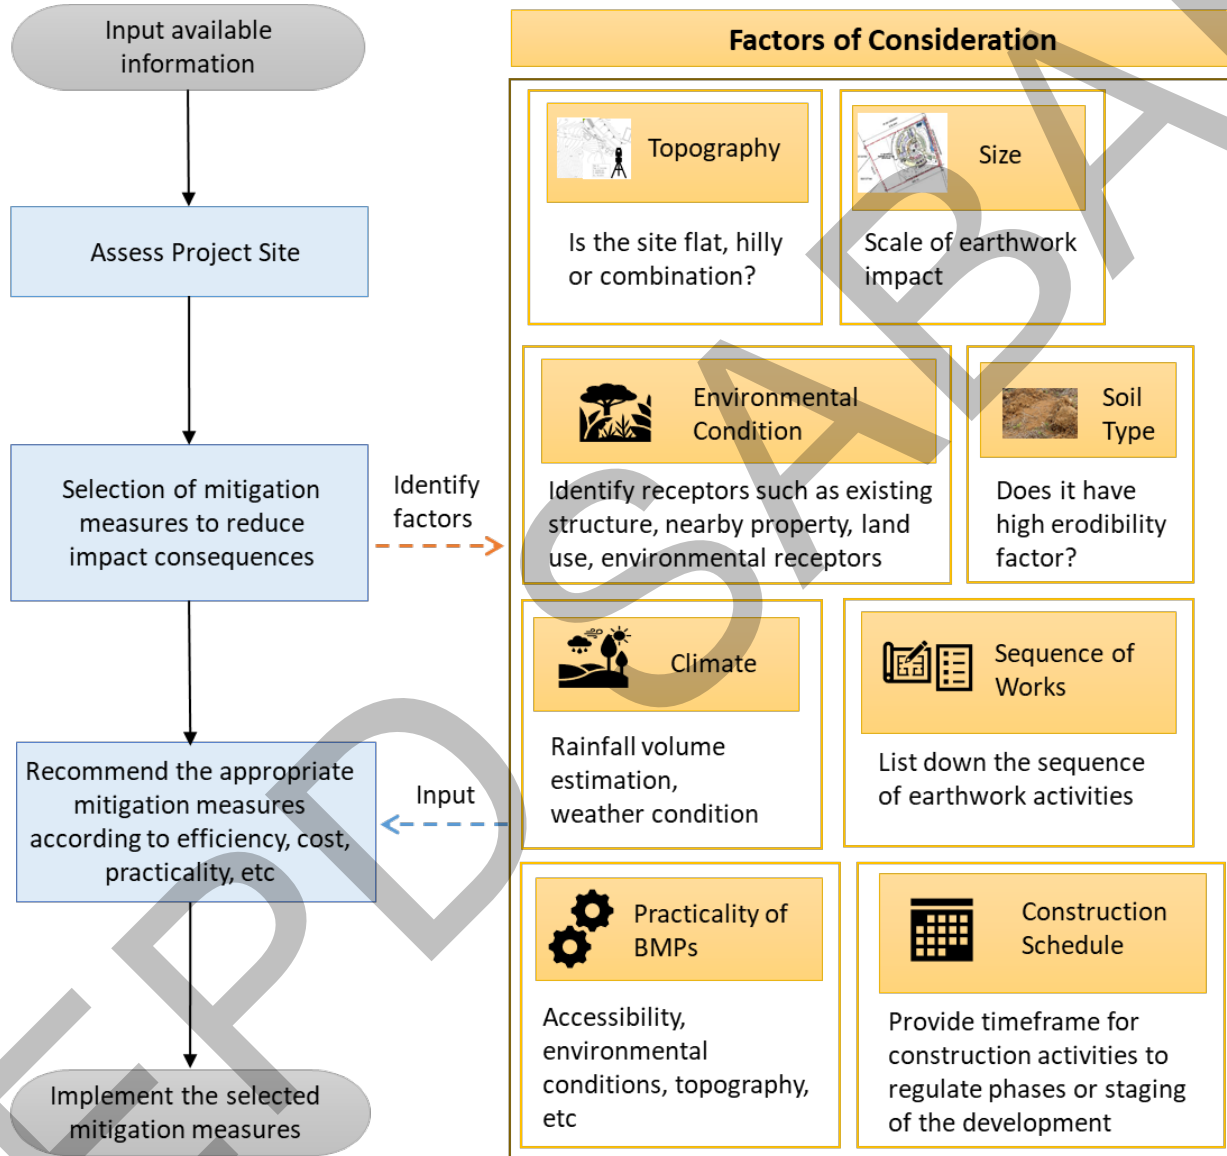 Input available
information
Assess Project Site
Selection of mitigation
measures to reduce
impact consequences
Identify
factors
Recommend the appropriate
mitigation measures
according to efficiency, cost,
practicality, etc
Input
Implement the selected
mitigation measures
Factors of Consideration
Topography
Is the site flat, hilly
or combination?
Size
Scale of earthwork
impact
Environmental
Condition
Identify receptors such as existing
structure, nearby property, land
use, environmental receptors
Soil
Type
Does it have
high erodibility
factor?
Climate
Rainfall volume
estimation,
weather condition
Sequence of
Works
List down the sequence
of earthwork activities
Practicality of
BMPs
Accessibility,
environmental
conditions, topography,
etc
Construction
Schedule
Provide timeframe for
construction activities to
regulate phases or staging
of the development
EPD SABA